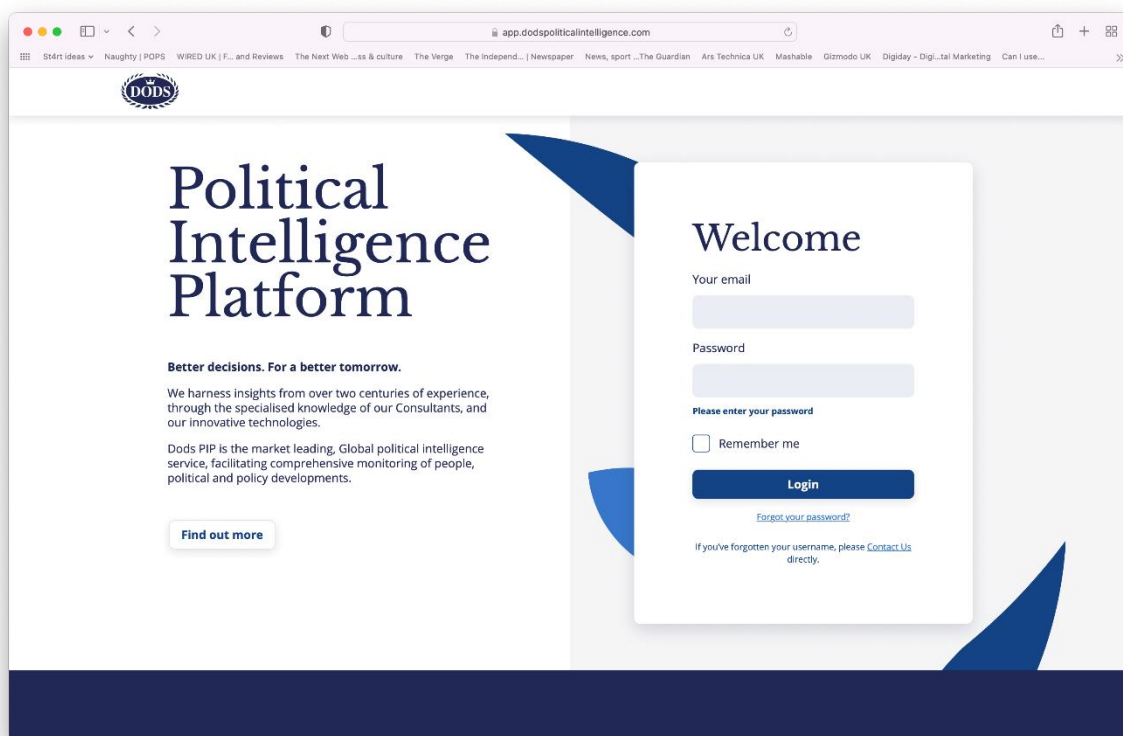 app.dodspoliticalintelligence.com
St4rt ideas Naughty | POPS WIRED UK | F... and Reviews The Next Web ...ss & culture The Verge The Independ... | Newspaper News, sport ...The Guardian Ars Technica UK Mashable Gizmodo UK Digiday – Digi...tal Marketing Can I use...
DODS
Political
Intelligence
Platform
Better decisions. For a better tomorrow.
We harness insights from over two centuries of experience,
through the specialised knowledge of our Consultants, and
our innovative technologies.
Dods PIP is the market leading, Global political intelligence
service, facilitating comprehensive monitoring of people,
political and policy developments.
Find out more
Welcome
Your email
Password
Please enter your password
Remember me
Login
Forgot your password?
If you've forgotten your username, please Contact Us
directly.